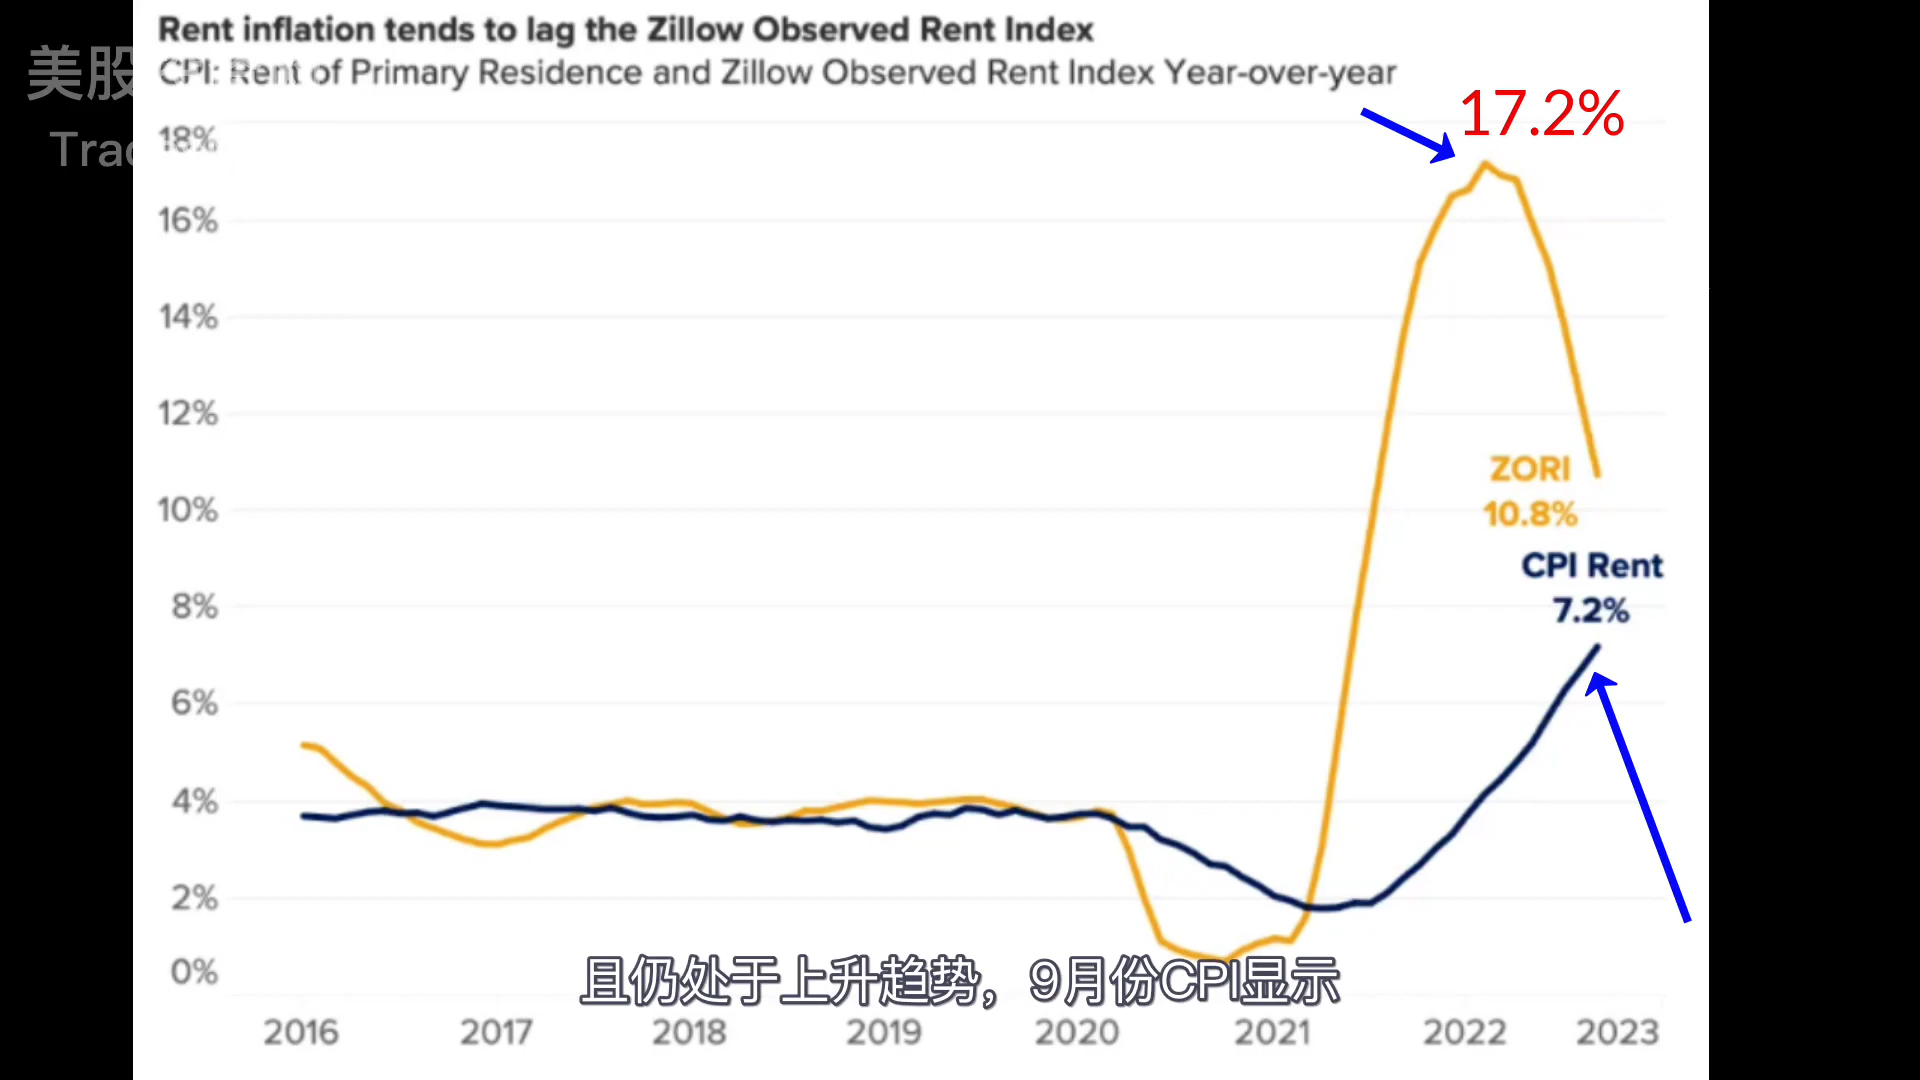 Rent inflation tends to lag the Zillow Observed Rent Index
美股
CPI: Rent of Primary Residence and Zillow Observed Rent Index Year-over-year
17.2%
18%
16%
14%
12%
ZORI
10%
10.8%
CPI Rent
8%
7.2%
6%
4%
2%
0%
且仍处于上升趋势，9月份CPI显示
2016 2017 2018 2019 2020 2021 2022 2023